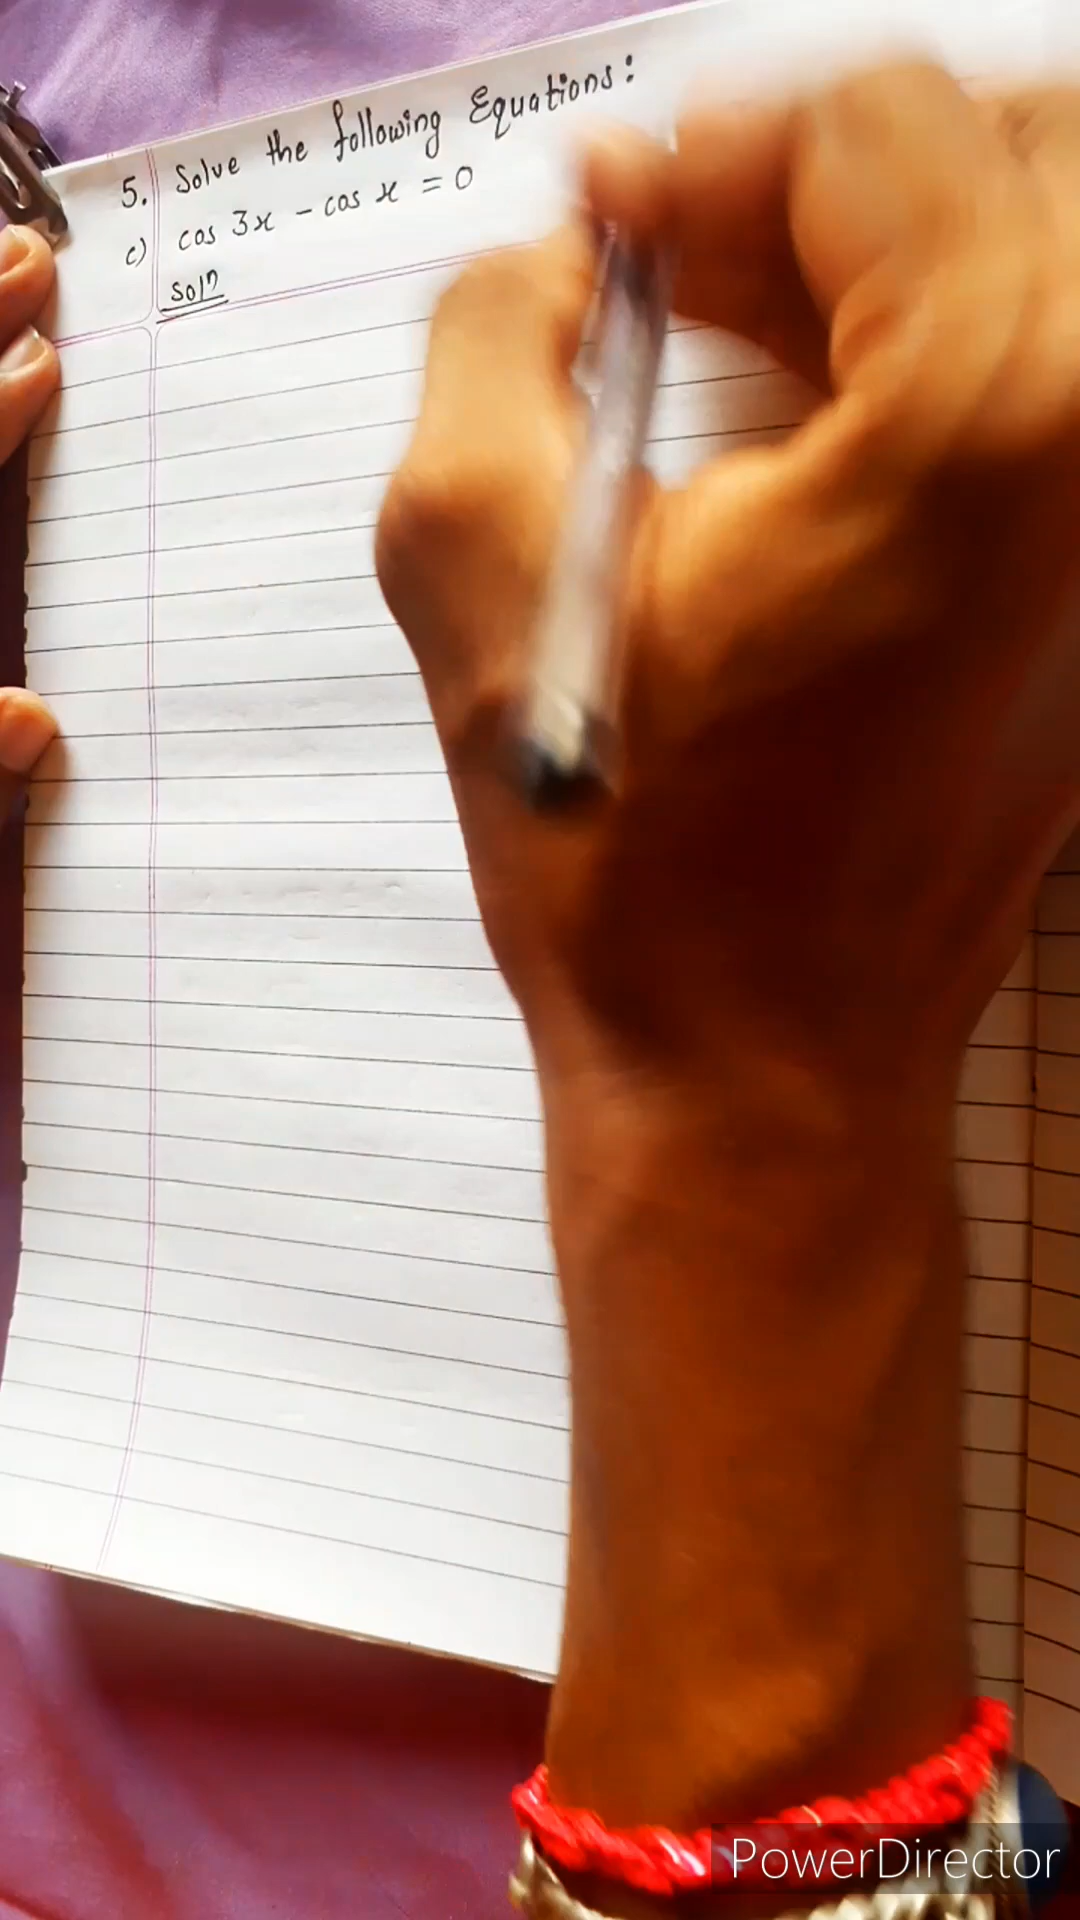 5. Solve the following Equations:
c) cos 3x - cos x = 0
Solⁿ
PowerDirector